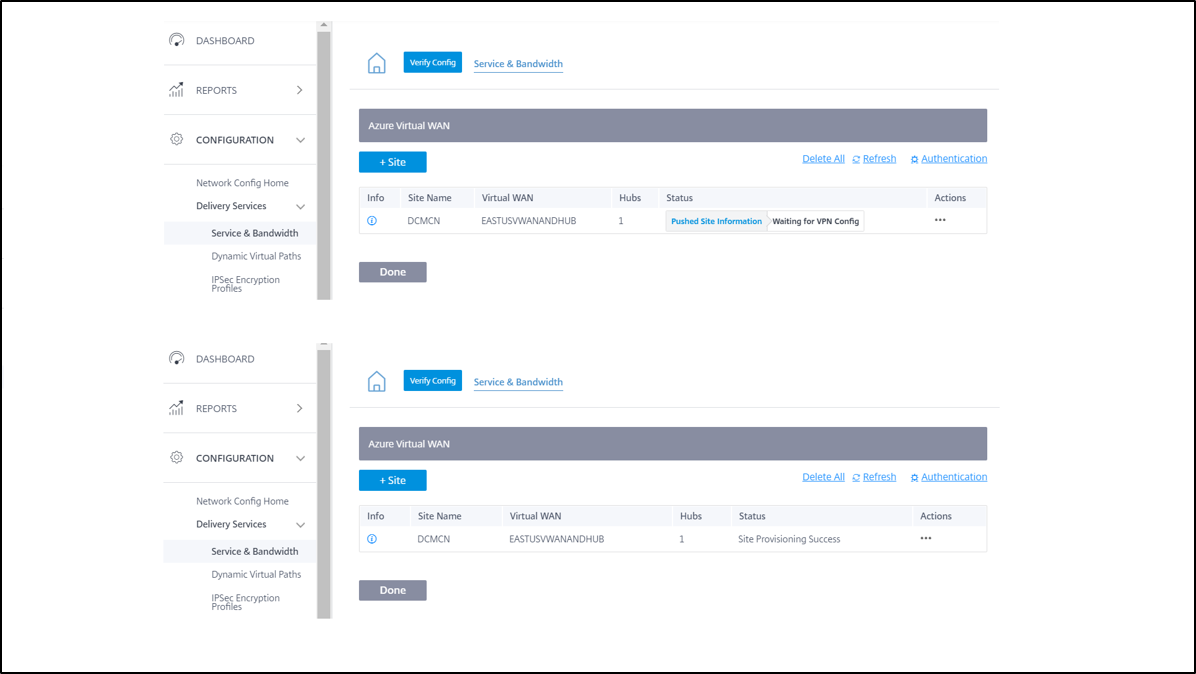 DASHBOARD
REPORTS
CONFIGURATION
Network Config Home
Delivery Services
Service & Bandwidth
Dynamic Virtual Paths
IPSec Encryption
Profiles
Verify Config Service & Bandwidth
Azure Virtual WAN
+ Site Delete All Refresh Authentication
Info Site Name Virtual WAN Hubs Status Actions
DCMCN EASTUSVWANANDHUB 1 Pushed Site Information Waiting for VPN Config •••
Done
DASHBOARD
REPORTS
CONFIGURATION
Network Config Home
Delivery Services
Service & Bandwidth
Dynamic Virtual Paths
IPSec Encryption
Profiles
Verify Config Service & Bandwidth
Azure Virtual WAN
+ Site Delete All Refresh Authentication
Info Site Name Virtual WAN Hubs Status Actions
DCMCN EASTUSVWANANDHUB 1 Site Provisioning Success •••
Done